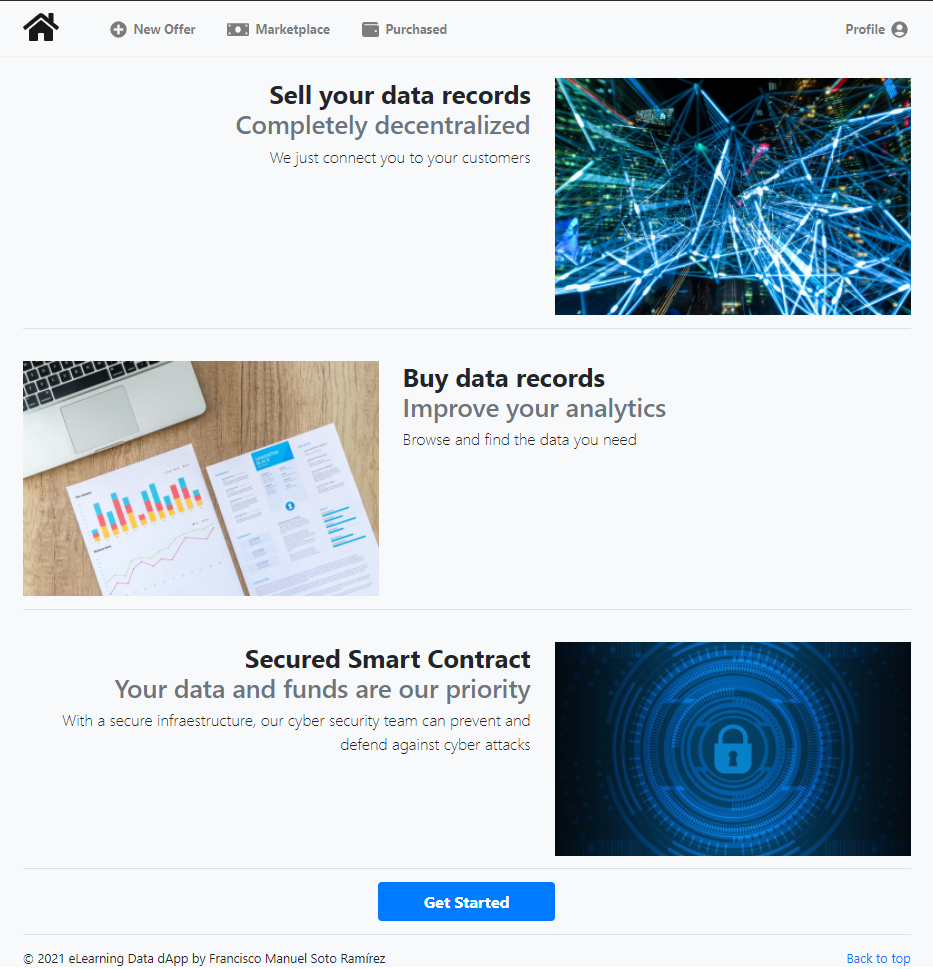 New Offer
Marketplace
Purchased
Profile
Sell your data records
Completely decentralized
We just connect you to your customers
Buy data records
Improve your analytics
Browse and find the data you need
Secured Smart Contract
Your data and funds are our priority
With a secure infraestructure, our cyber security team can prevent and
defend against cyber attacks
Get Started
© 2021 eLearning Data dApp by Francisco Manuel Soto Ramírez
Back to top